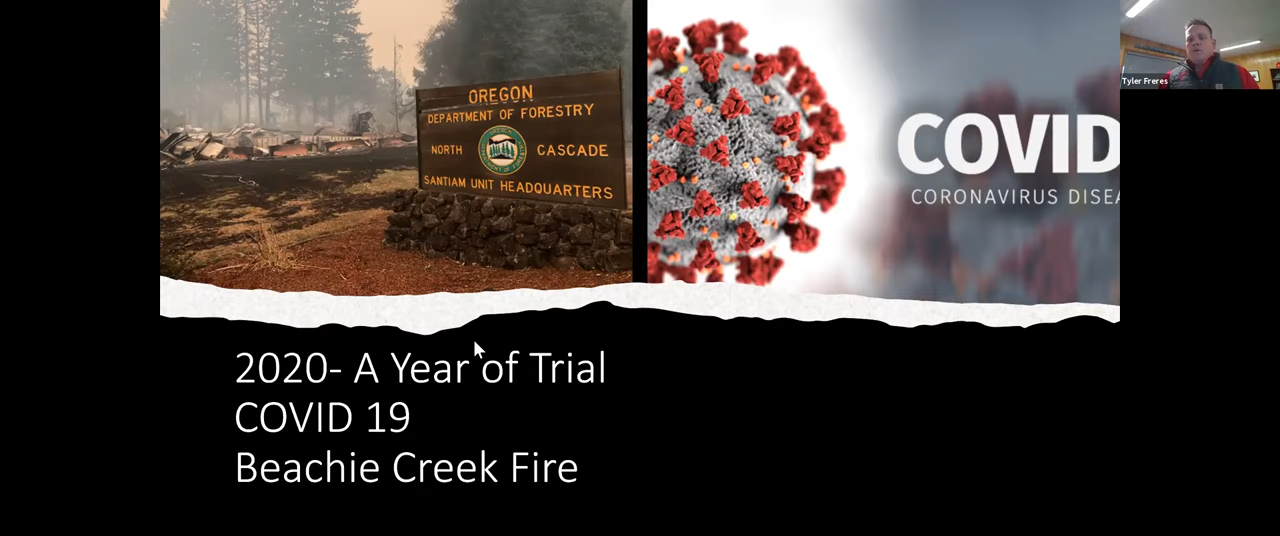 OREGON
DEPARTMENT OF FORESTRY
NORTH CASCADE
SANTIAM UNIT HEADQUARTERS
COVID
CORONAVIRUS DISEA
Tyler Freres
2020- A Year of Trial
COVID 19
Beachie Creek Fire